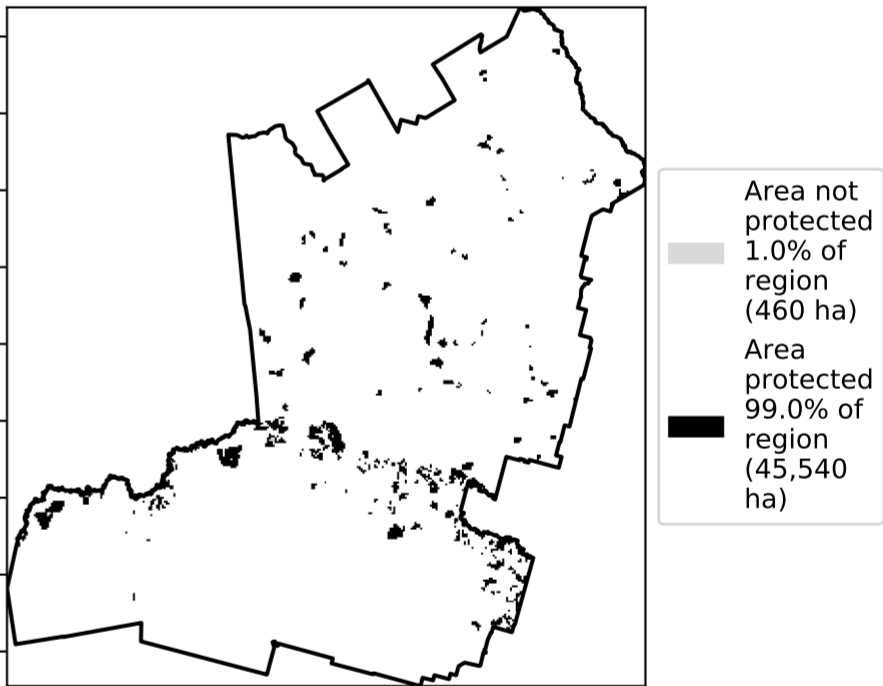 Area not
protected
1.0% of
region
(460 ha)
Area
protected
99.0% of
region
(45,540
ha)